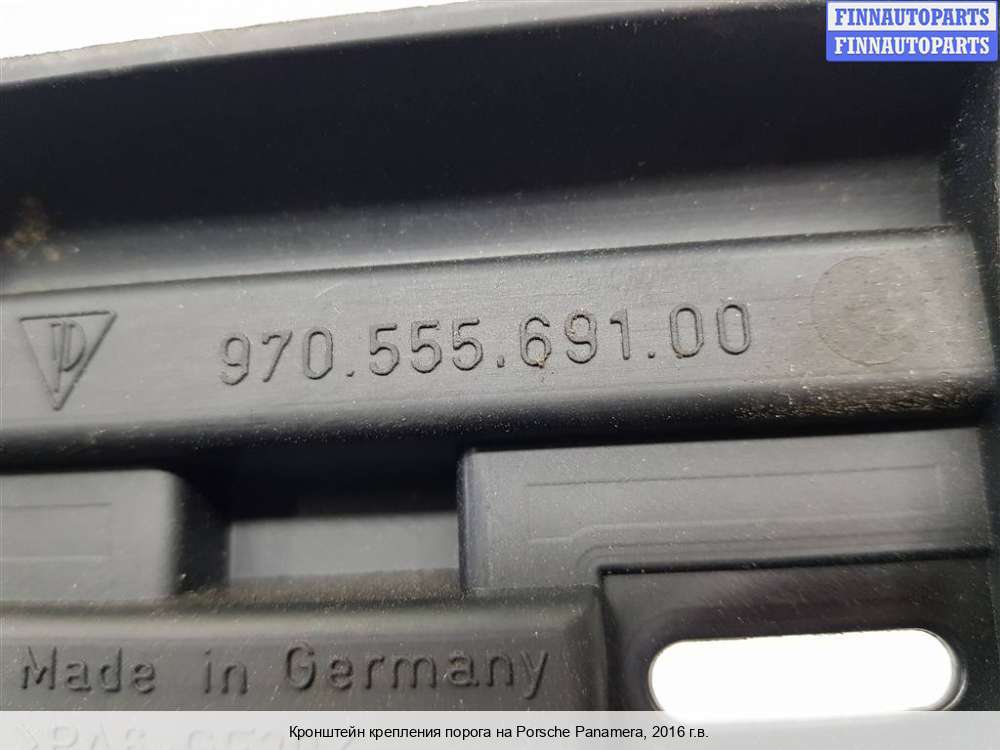 FINNAUTOPARTS
FINNAUTOPARTS
970.555.691.00
Made in Germany
Кронштейн крепления порога на Porsche Panamera, 2016 г.в.